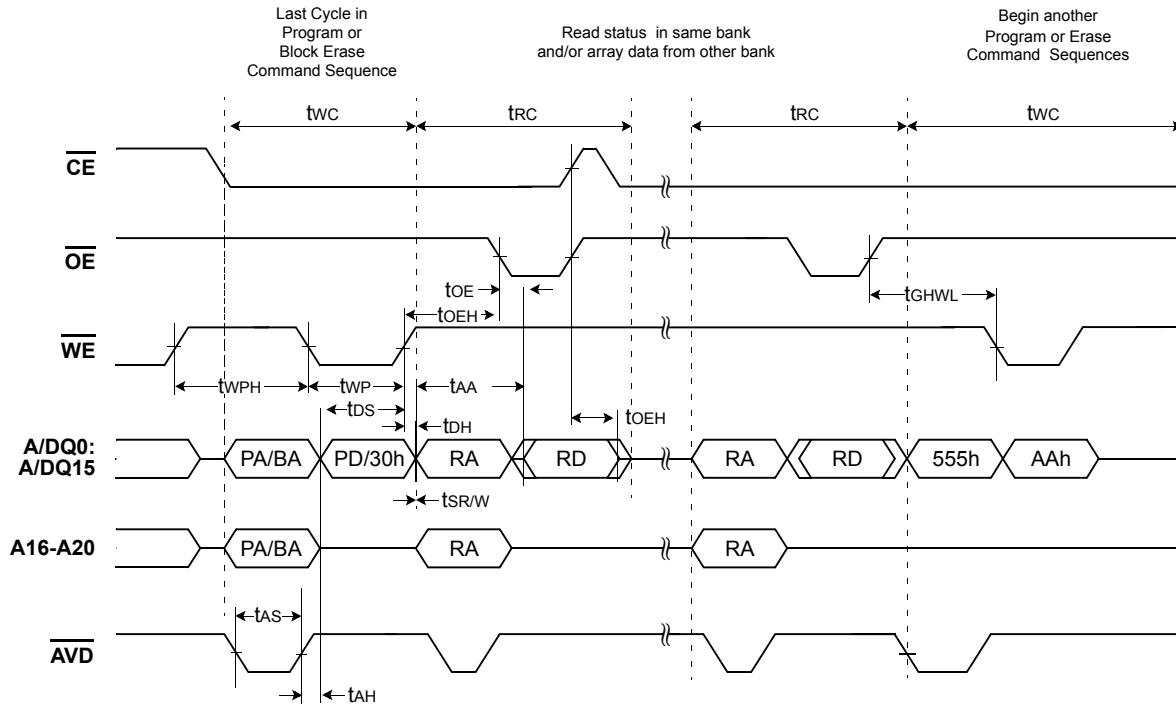 Last Cycle in
Program or
Block Erase
Command Sequence
Read status in same bank
and/or array data from other bank
Begin another
Program or Erase
Command Sequences
tWC
tRC
tRC
tWC
CE
OE
tOE
tOEH
tGHWL
WE
tWPH
tWP
tAA
tDS
tOEH
tDH
A/DQ0:
A/DQ15
PA/BA
PD/30h
RA
RD
RA
RD
555h
AAh
tSR/W
A16-A20
PA/BA
RA
RA
tAS
AVD
tAH